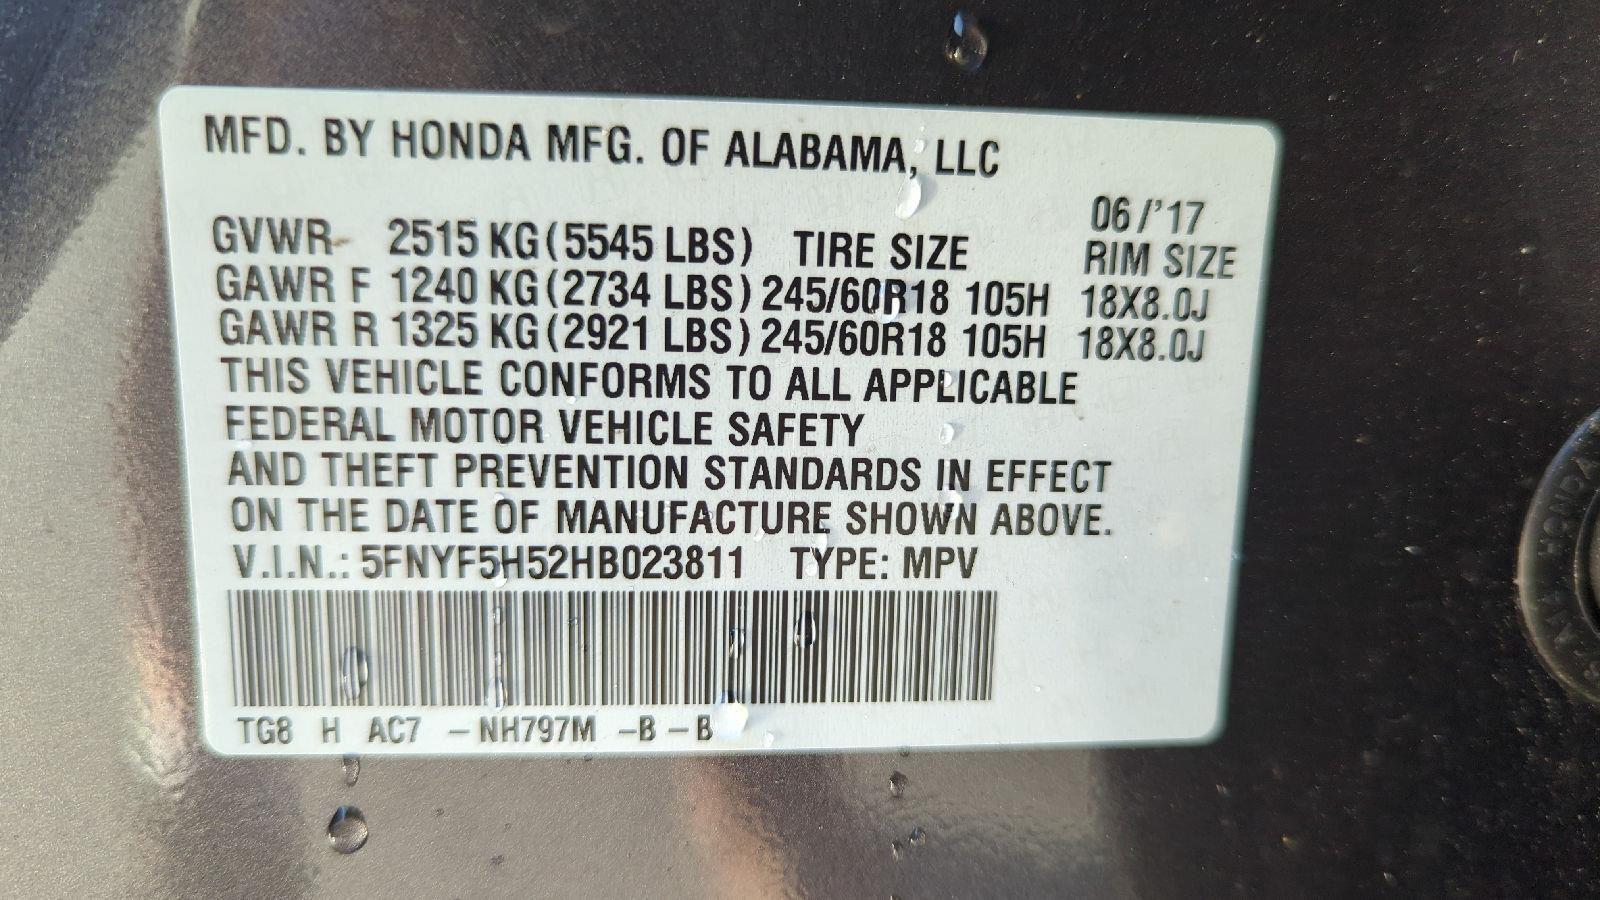 MFD. BY HONDA MFG. OF ALABAMA, LLC
06/'17
GVWR 2515 KG(5545 LBS) TIRE SIZE RIM SIZE
GAWR F 1240 KG(2734 LBS) 245/60R18 105H 18X8.0J
GAWR R 1325 KG(2921 LBS) 245/60R18 105H 18X8.0J
THIS VEHICLE CONFORMS TO ALL APPLICABLE
FEDERAL MOTOR VEHICLE SAFETY
AND THEFT PREVENTION STANDARDS IN EFFECT
ON THE DATE OF MANUFACTURE SHOWN ABOVE.
V.I.N.: 5FNYF5H52HB023811 TYPE: MPV
TG8 H AC7 –NH797M –B –B
HONDA